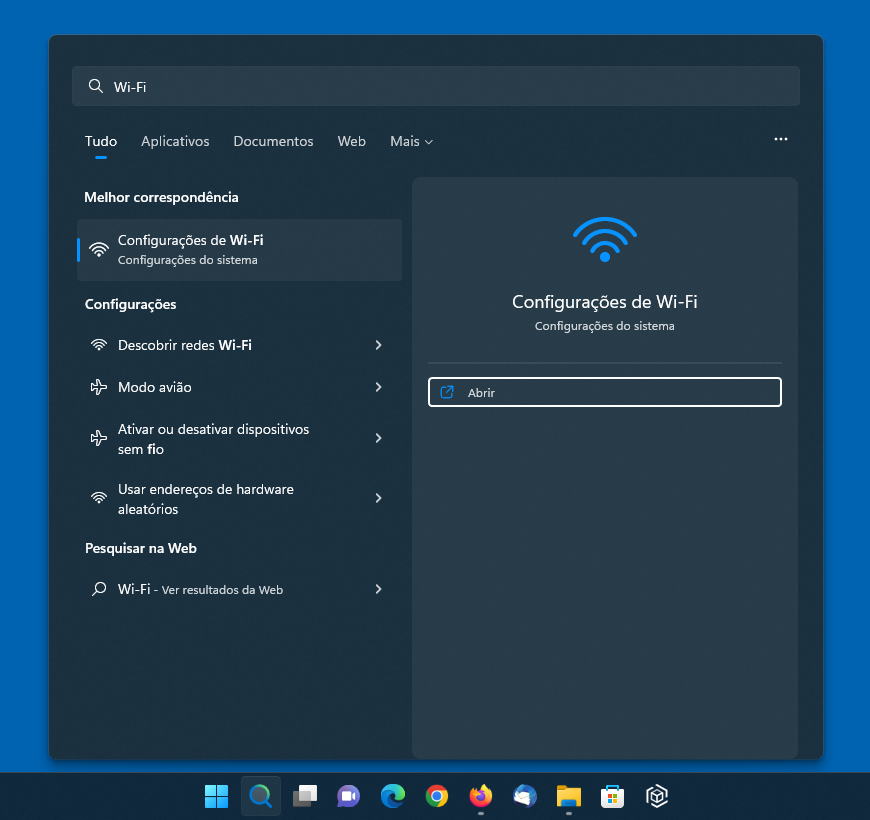 Wi-Fi
Tudo Aplicativos Documentos Web Mais
Melhor correspondência
Configurações de Wi-Fi
Configurações do sistema
Configurações
Descobrir redes Wi-Fi
Modo avião
Ativar ou desativar dispositivos
sem fio
Usar endereços de hardware
aleatórios
Pesquisar na Web
Wi-Fi - Ver resultados da Web
Configurações de Wi-Fi
Configurações do sistema
Abrir